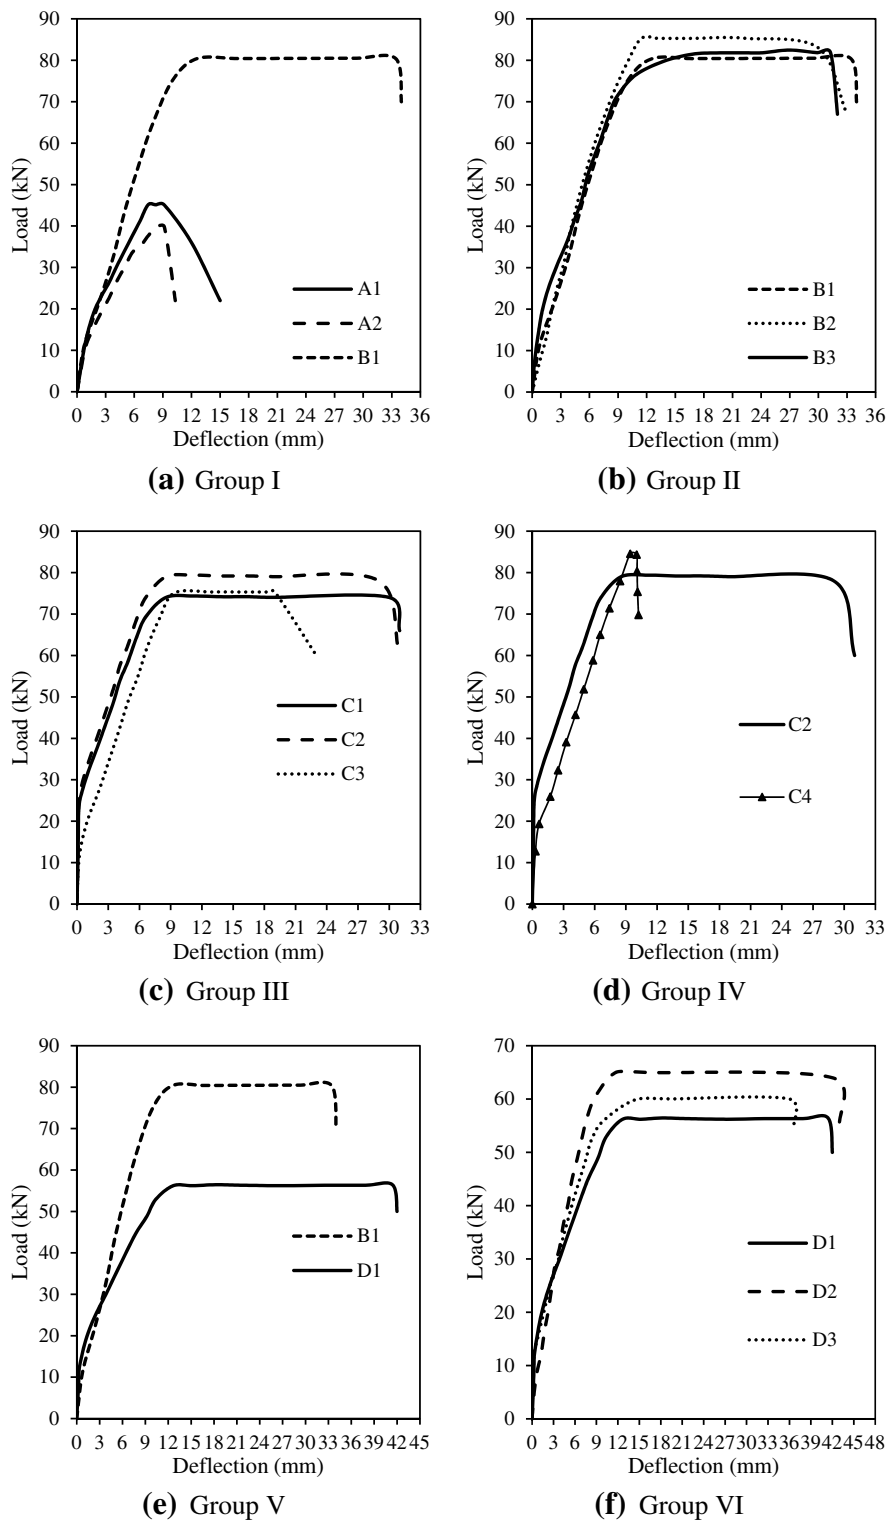 90
80
70
60
50
40
30
20
10
0
Load (kN)
A1
A2
B1
0 3 6 9 12 15 18 21 24 27 30 33 36
Deflection (mm)
(a) Group I
90
80
70
60
50
40
30
20
10
0
Load (kN)
B1
B2
B3
0 3 6 9 12 15 18 21 24 27 30 33 36
Deflection (mm)
(b) Group II
90
80
70
60
50
40
30
20
10
0
Load (kN)
C1
C2
C3
0 3 6 9 12 15 18 21 24 27 30 33
Deflection (mm)
(c) Group III
90
80
70
60
50
40
30
20
10
0
Load (kN)
C2
C4
0 3 6 9 12 15 18 21 24 27 30 33
Deflection (mm)
(d) Group IV
90
80
70
60
50
40
30
20
10
0
Load (kN)
B1
D1
0 3 6 9 12 15 18 21 24 27 30 33 36 39 42 45
Deflection (mm)
(e) Group V
70
60
50
40
30
20
10
0
Load (kN)
D1
D2
D3
0 3 6 9 12 15 18 21 24 27 30 33 36 39 42 45 48
Deflection (mm)
(f) Group VI